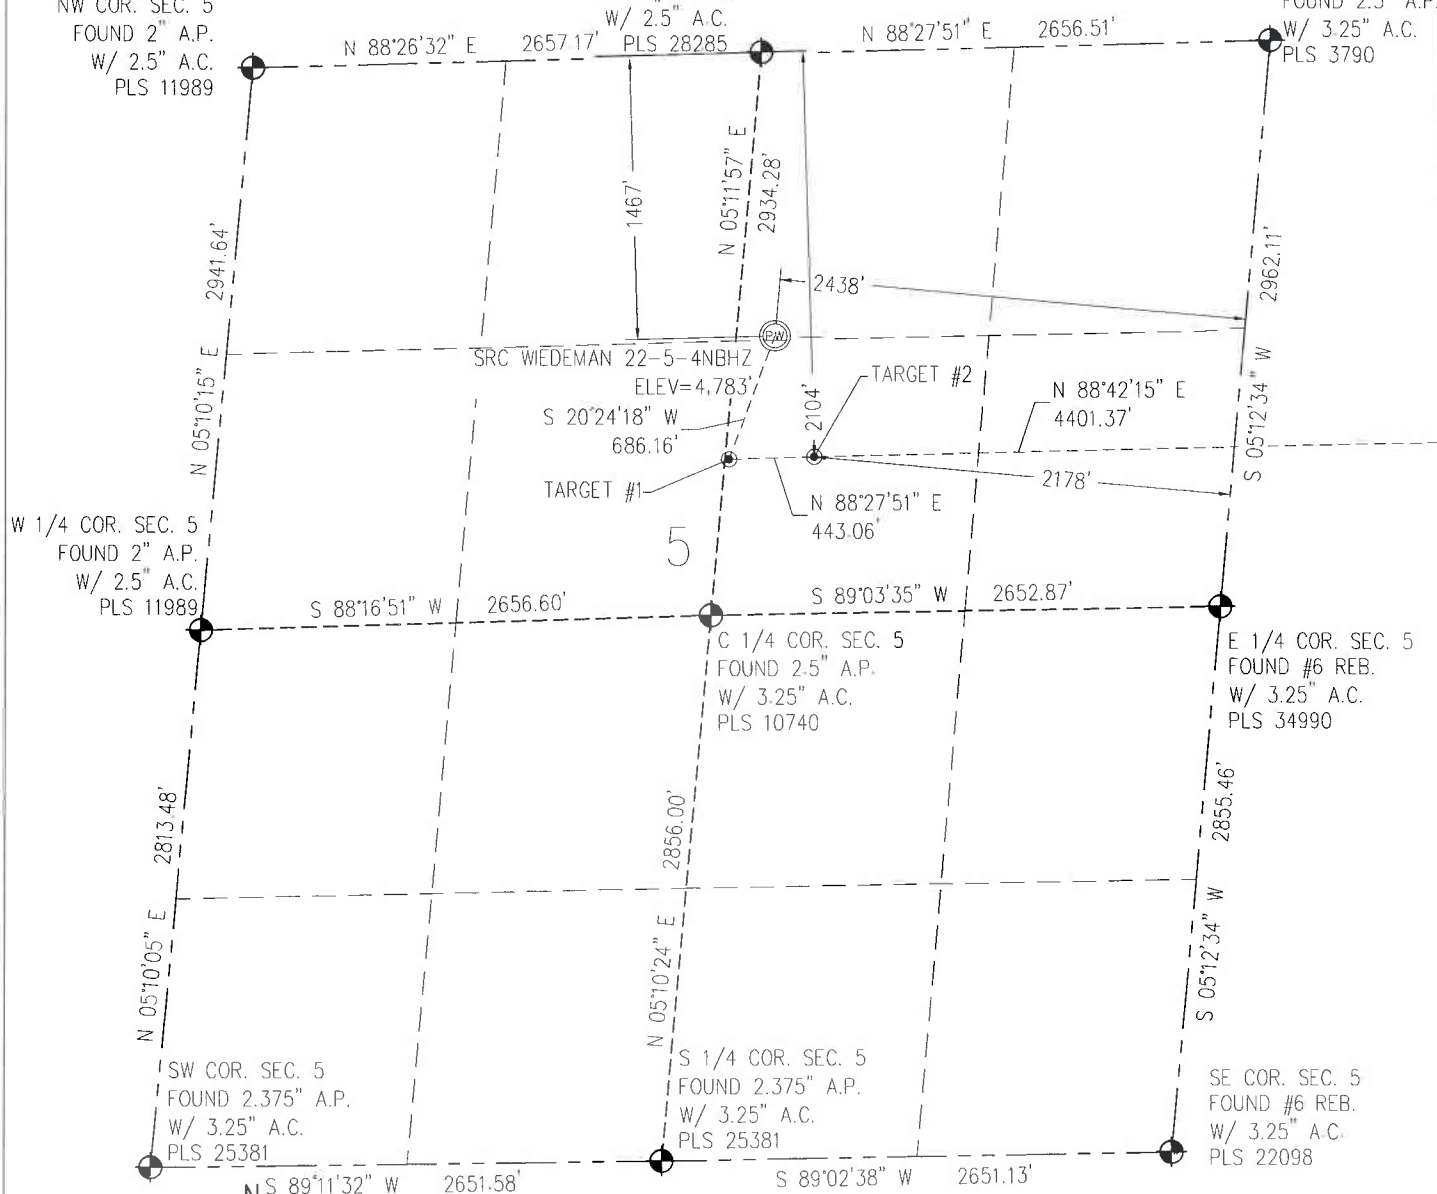 NW COR. SEC. 5
FOUND 2" A.P.
W/ 2.5" A.C.
PLS 11989
N 88°26'32" E 2657.17'
W/ 2.5" A.C.
PLS 28285
N 88°27'51" E 2656.51'
FOUND 2.5" A.P.
W/ 3.25" A.C.
PLS 3790
2941.64'
N 05°10'15" E
1467'
N 05°11'57" E
2934.28'
2438'
2962.11'
S 05°12'34" W
P/W
SRC WIEDEMAN 22-5-4NBHZ
ELEV=4,783'
S 20°24'18" W
686.16'
2104'
TARGET #2
N 88°42'15" E
4401.37'
TARGET #1
2178'
N 88°27'51" E
443.06'
5
W 1/4 COR. SEC. 5
FOUND 2" A.P.
W/ 2.5" A.C.
PLS 11989
S 88°16'51" W 2656.60'
S 89°03'35" W 2652.87'
C 1/4 COR. SEC. 5
FOUND 2.5" A.P.
W/ 3.25" A.C.
PLS 10740
E 1/4 COR. SEC. 5
FOUND #6 REB.
W/ 3.25" A.C.
PLS 34990
2813.48'
N 05°10'05" E
2856.00'
N 05°10'24" E
2855.46'
S 05°12'34" W
SW COR. SEC. 5
FOUND 2.375" A.P.
W/ 3.25" A.C.
PLS 25381
S 1/4 COR. SEC. 5
FOUND 2.375" A.P.
W/ 3.25" A.C.
PLS 25381
SE COR. SEC. 5
FOUND #6 REB.
W/ 3.25" A.C.
PLS 22098
S 89°11'32" W 2651.58'
S 89°02'38" W 2651.13'
N